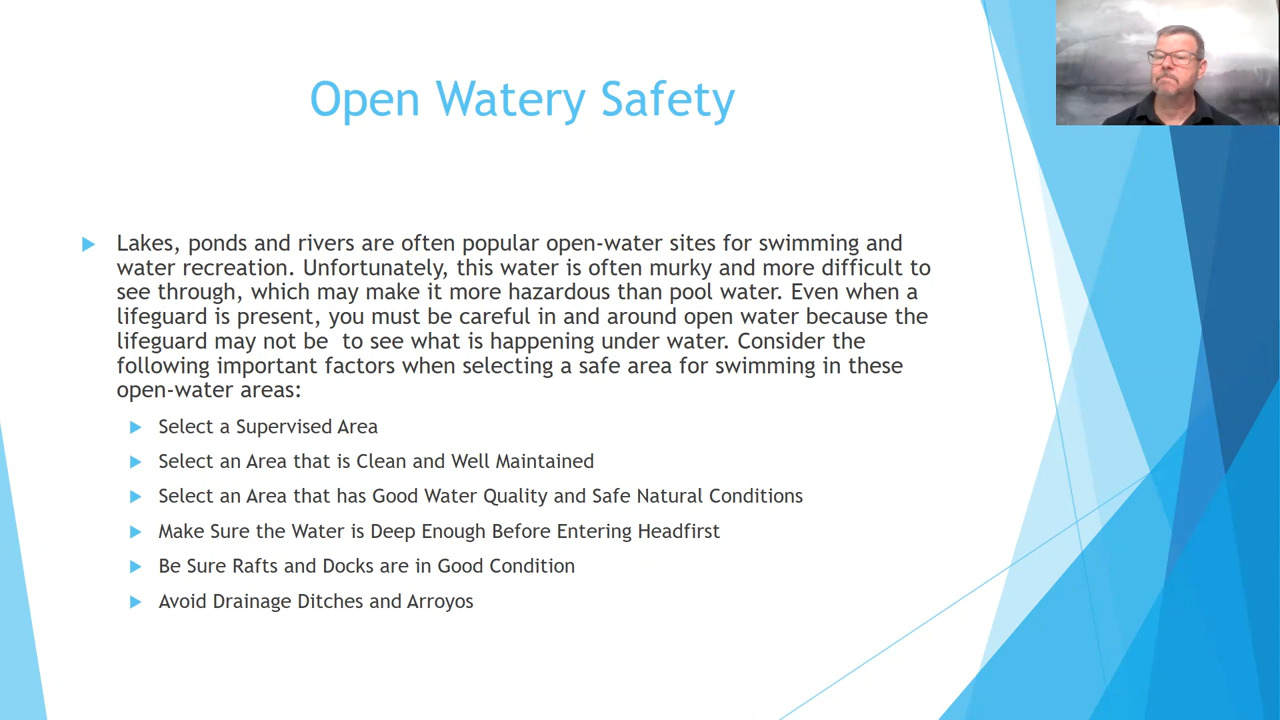 Open Watery Safety
Lakes, ponds and rivers are often popular open-water sites for swimming and
water recreation. Unfortunately, this water is often murky and more difficult to
see through, which may make it more hazardous than pool water. Even when a
lifeguard is present, you must be careful in and around open water because the
lifeguard may not be  to see what is happening under water. Consider the
following important factors when selecting a safe area for swimming in these
open-water areas:
Select a Supervised Area
Select an Area that is Clean and Well Maintained
Select an Area that has Good Water Quality and Safe Natural Conditions
Make Sure the Water is Deep Enough Before Entering Headfirst
Be Sure Rafts and Docks are in Good Condition
Avoid Drainage Ditches and Arroyos